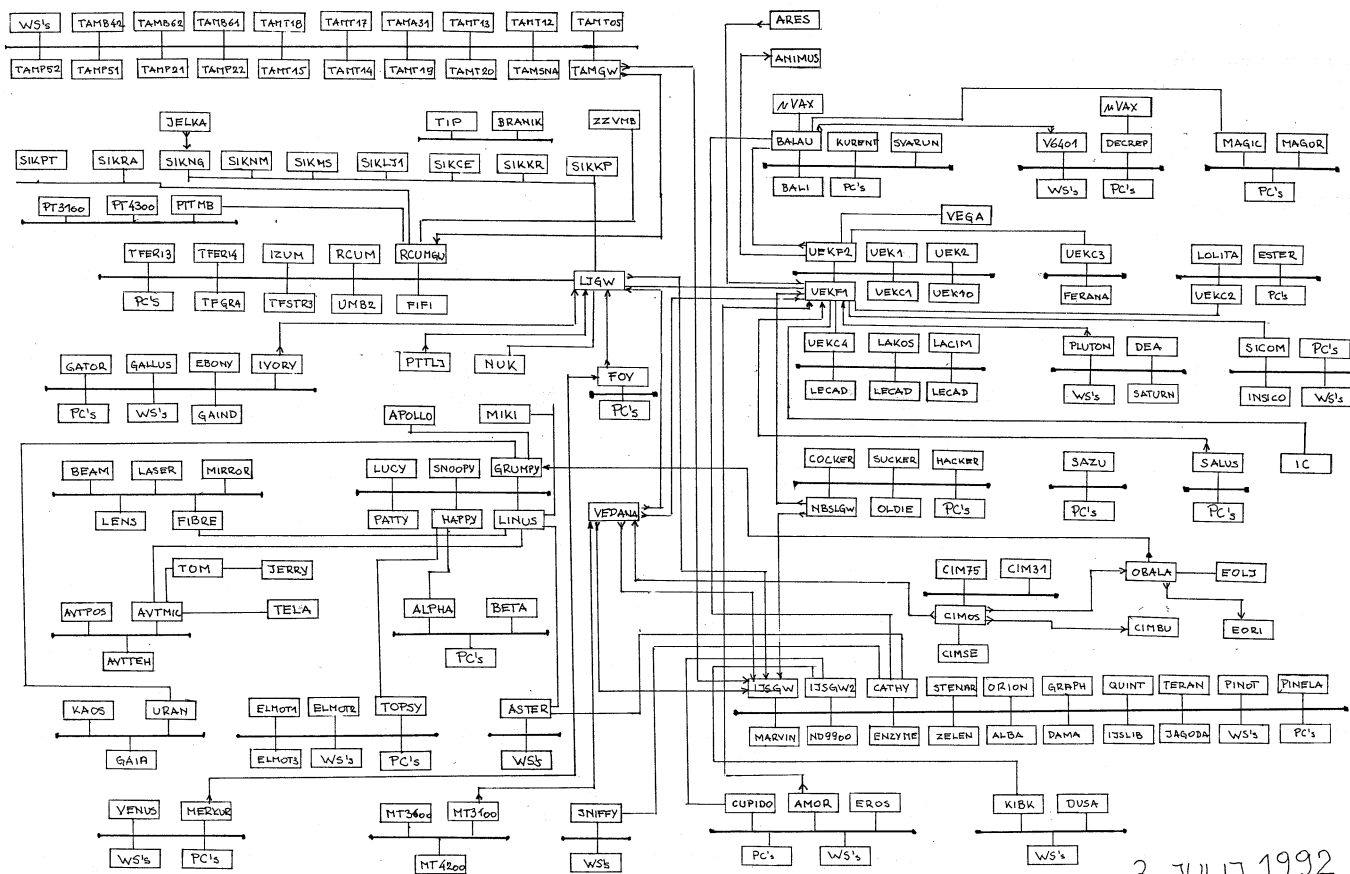 WS's TAMB42 TAMB62 TAMB61 TAMT18 TAMT17 TAMA31 TAMT13 TAMT12 TAMT05
TAMP52 TAMP51 TAMP21 TAMP22 TAMT15 TAMT14 TAMT19 TAMT20 TAMSNA TAMGW
ARES
ANIMUS
JELKA TIP BRANIK ZZVMB
SIKPT SIKRA SIKNG SIKNM SIKMS SIKLJ1 SIKCE SIKKR SIKKP
PT3100 PT4300 PTTMB
µVAX µVAX
BALAU KURENT SVARUN V6401 DECREP MAGIC MAGOR
BALI PC's WS's PC's PC's
VEGA
TFER13 TFER14 IZUM RCUM RCUMGW LJGW
PC'S TFGRA TFSTR3 UMB2 FIFI
UEKF2 UEK1 UEK2 UEKC3 LOLITA ESTER
UEKF1 UEKC1 UEK10 FERANA UEKC2 PC's
GATOR GALLUS EBONY IVORY PTTLJ NUK FOY
PC's WS's GAIND PC's
UEKC4 LAKOS LACIM PLUTON DEA SICOM PC's
LECAD LECAD LECAD WS's SATURN INSICO WS's
APOLLO MIKI
BEAM LASER MIRROR LUCY SNOOPY GRUMPY
LENS FIBRE PATTY HAPPY LINUS VEDANA
COCKER SUCKER HACKER SAZU SALUS IC
NBSLGW OLDIE PC's PC's PC's
TOM JERRY
AVTPOS AVTMIC TELA ALPHA BETA
AVTTEH PC's
CIM75 CIM31 OBALA EOLJ
CIMOS CIMBU EORI
CIMSE
KAOS URAN ELMOT1 ELMOT2 TOPSY ASTER
GAIA ELMOT3 WS's PC's WS's
IJSGW IJSGW2 CATHY STENAR ORION GRAPH QUINT TERAN PINOT PINELA
MARVIN ND9900 ENZYME ZELEN ALBA DAMA IJSLIB JAGODA WS's PC's
VENUS MERKUR MT3600 MT3100 JNIFFY CUPIDO AMOR EROS KIBK DUSA
WS's PC's MT4200 WS's PC's WS's WS's
1992